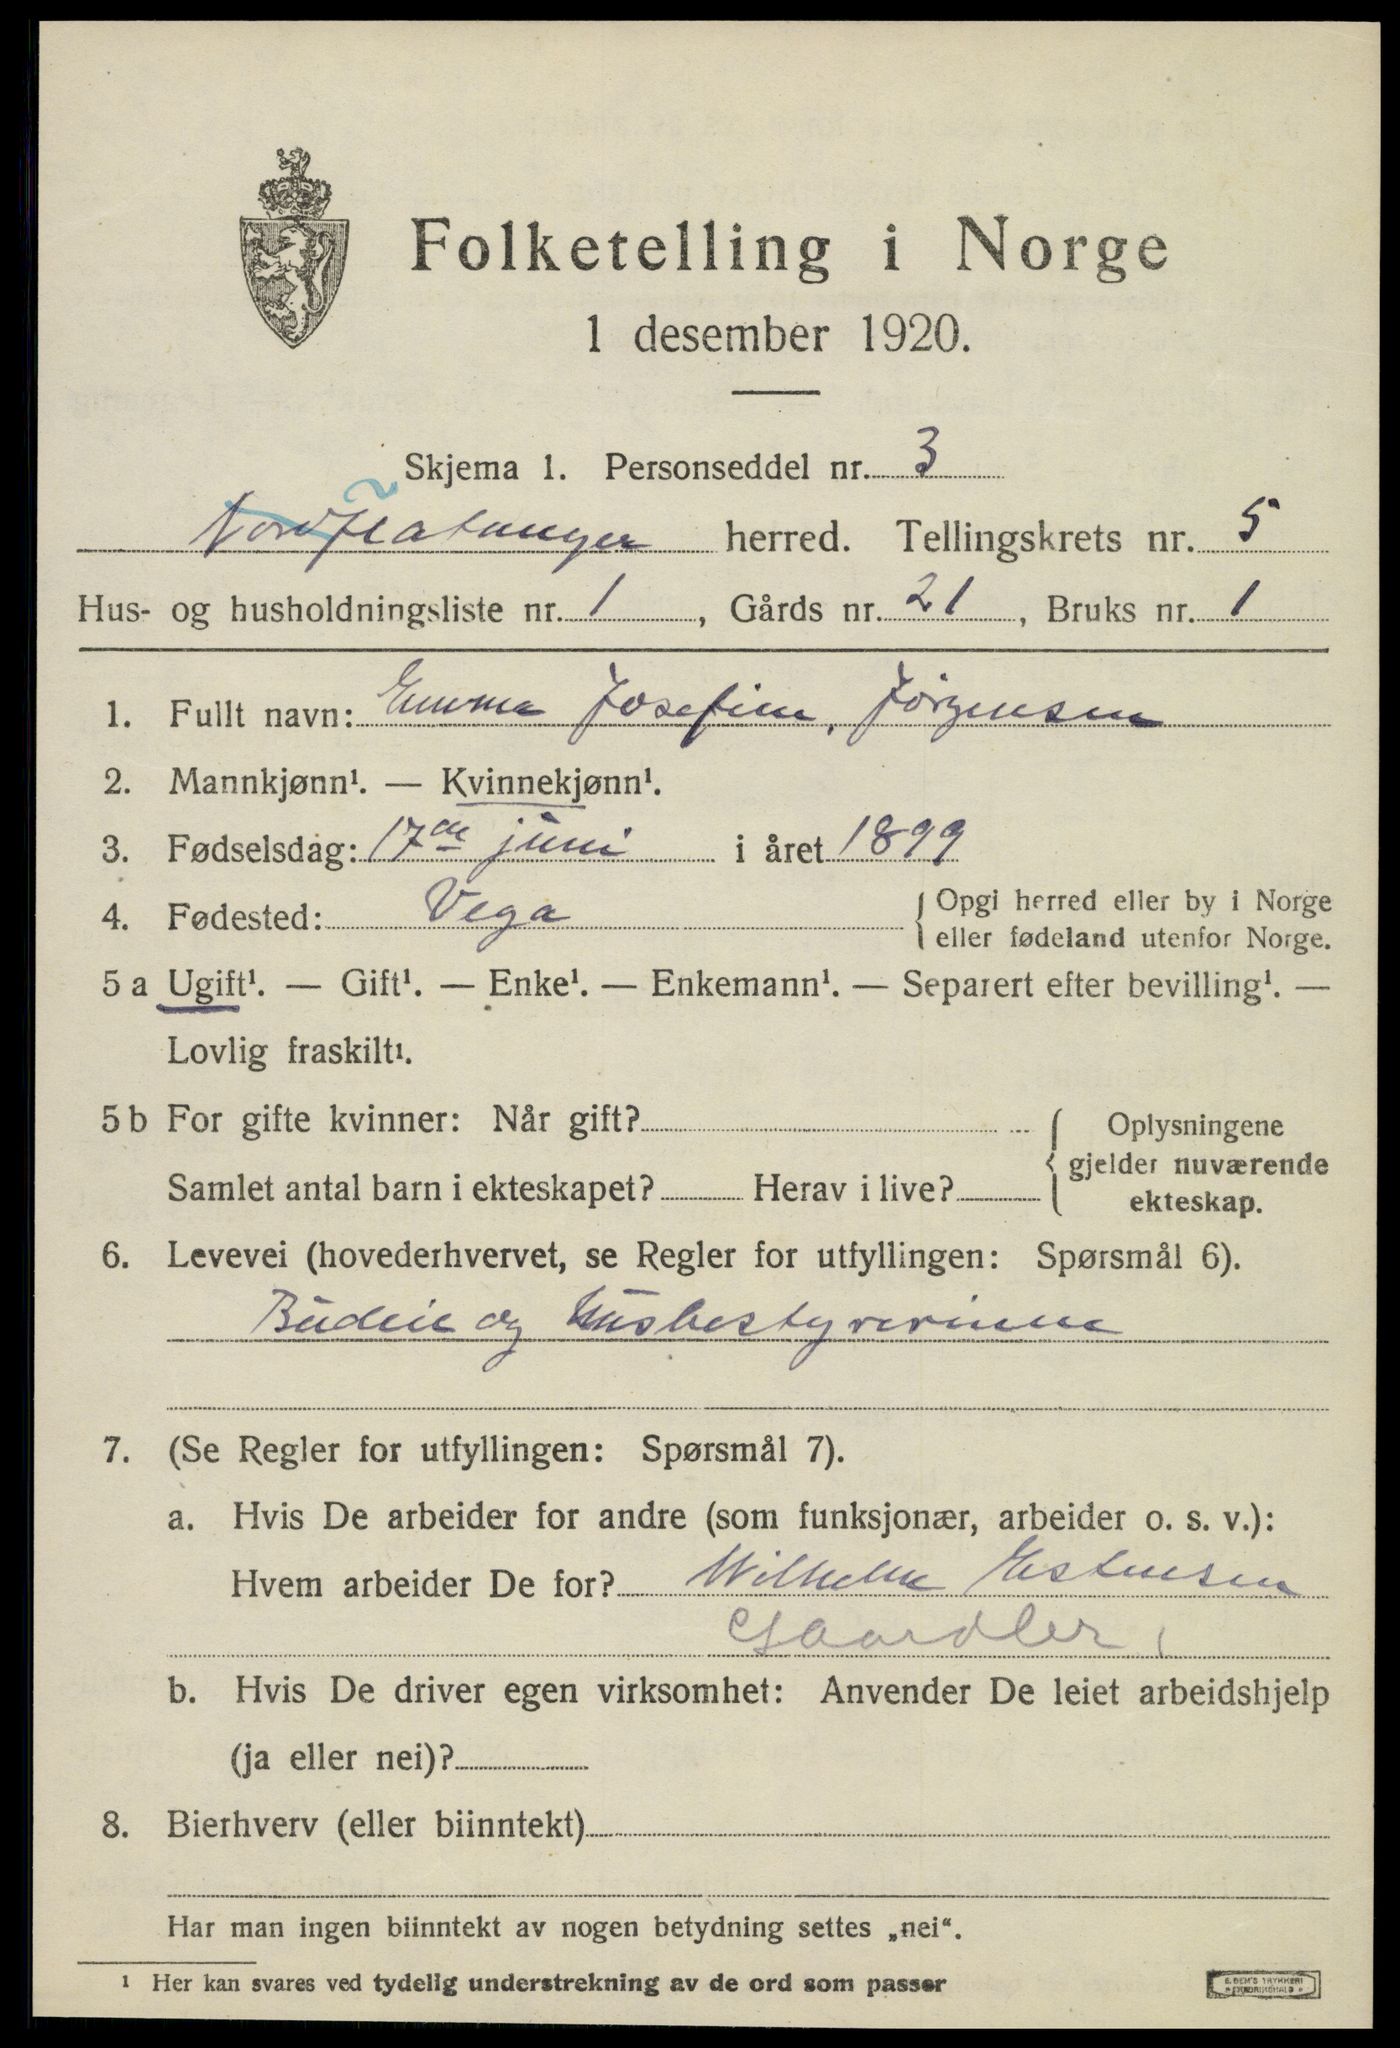 Folketelling i Norge
1 desember 1920.
Skjema 1. Personseddel nr. 3
Nord Flatanger herred. Tellingskrets nr. 5
Hus- og husholdningsliste nr. 1, Gårds nr. 21, Bruks nr. 1
1. Fullt navn: Emma Josefine, Jörgensen
2. Mannkjønn¹. — Kvinnekjønn¹.
3. Fødselsdag: 17de juni i året 1899
4. Fødested: Vega { Opgi herred eller by i Norge
eller fødeland utenfor Norge.
5a Ugift¹. — Gift¹. — Enke¹. — Enkemann¹. — Separert efter bevilling¹. —
Lovlig fraskilt¹.
5b For gifte kvinner: Når gift?
Samlet antal barn i ekteskapet? Herav i live?
{ Oplysningene
gjelder nuværende
ekteskap.
6. Levevei (hovederhvervet, se Regler for utfyllingen: Spørsmål 6).
Budeie og Husbestyrerinne
7. (Se Regler for utfyllingen: Spørsmål 7).
a. Hvis De arbeider for andre (som funksjonær, arbeider o. s. v.):
Hvem arbeider De for? Wilhelm Estensen
Gaardbr
b. Hvis De driver egen virksomhet: Anvender De leiet arbeidshjelp
(ja eller nei)?
8. Bierhverv (eller biinntekt)
Har man ingen biinntekt av nogen betydning settes „nei“.
¹ Her kan svares ved tydelig understrekning av de ord som passer